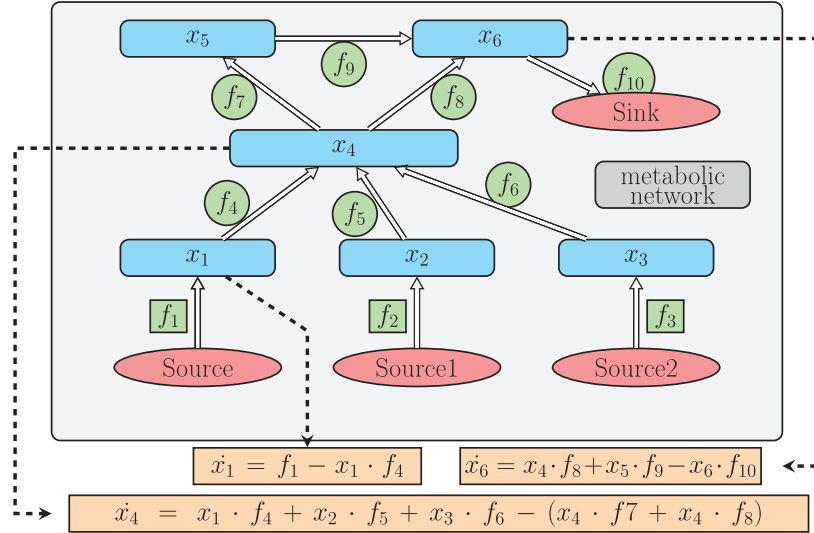 x₅
x₆
f₉
f₇
f₈
f₁₀
Sink
x₄
metabolic
network
f₄
f₅
f₆
x₁
x₂
x₃
f₁
f₂
f₃
Source
Source1
Source2
ẋ₁ = f₁ − x₁ · f₄
ẋ₆ = x₄·f₈+x₅·f₉−x₆·f₁₀
ẋ₄ = x₁ · f₄ + x₂ · f₅ + x₃ · f₆ − (x₄ · f7 + x₄ · f₈)